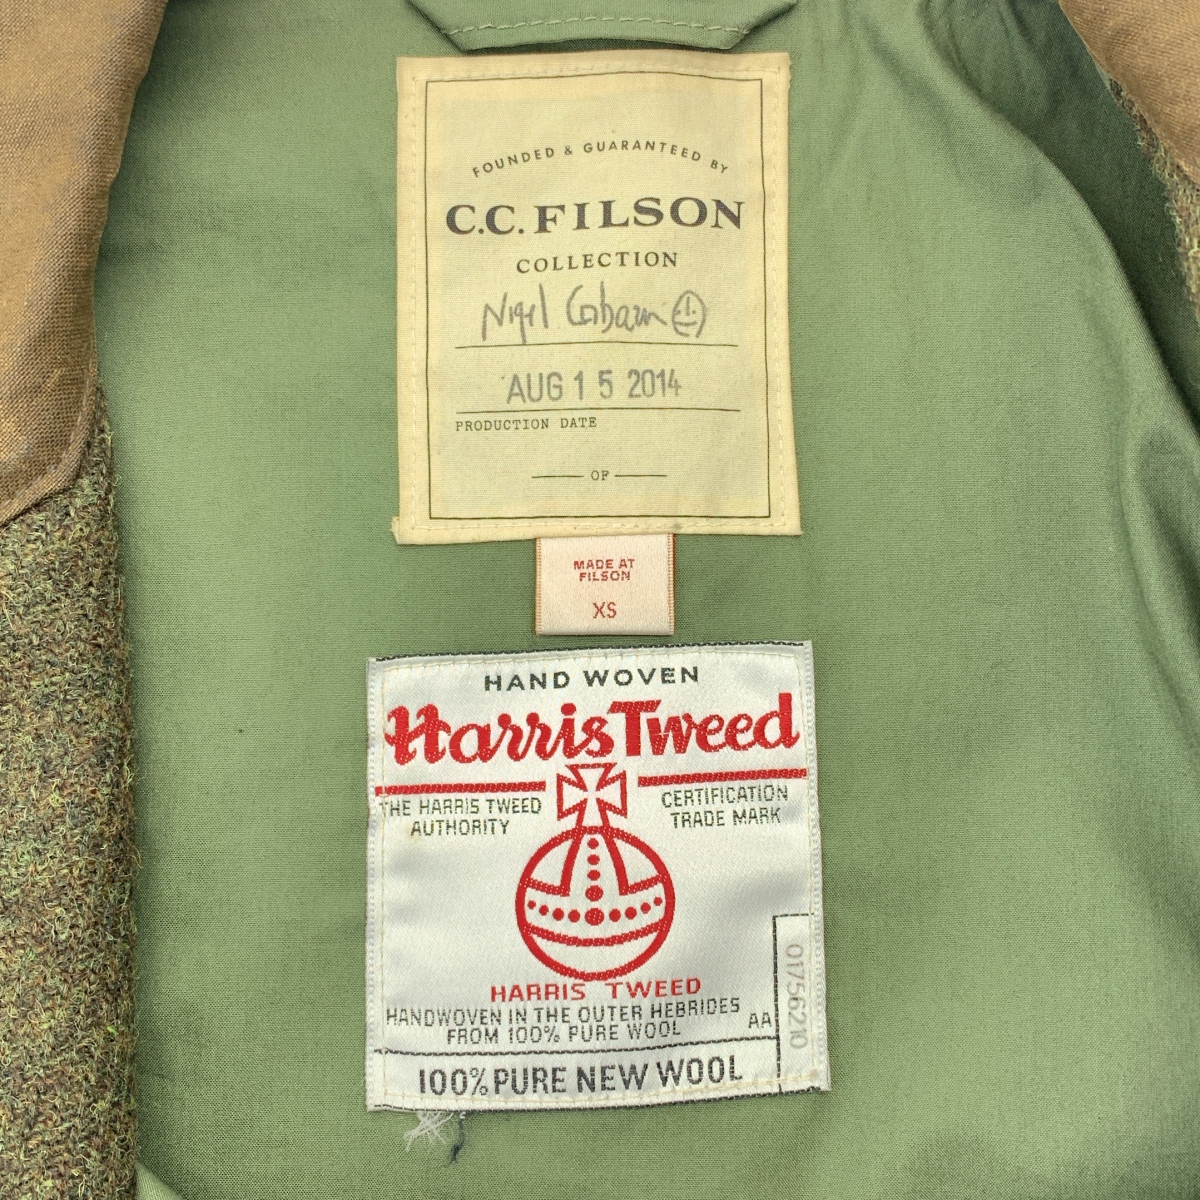 FOUNDED & GUARANTEED BY
C.C. FILSON
COLLECTION
Nigel Cabourn
AUG 15 2014
PRODUCTION DATE
OF
MADE AT
FILSON
XS
HAND WOVEN
Harris Tweed
THE HARRIS TWEED
AUTHORITY
CERTIFICATION
TRADE MARK
HARRIS TWEED
HANDWOVEN IN THE OUTER HEBRIDES
FROM 100% PURE WOOL
AA
01756210
100% PURE NEW WOOL